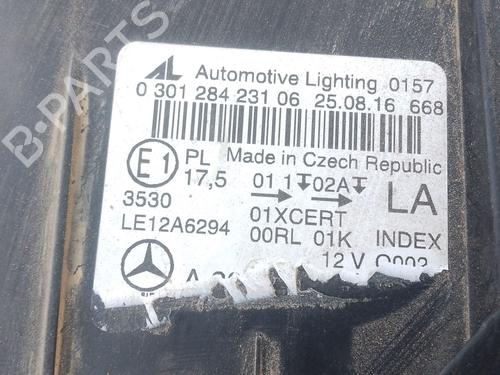 AL Automotive Lighting 0157
0 301 284 231 06 25.08.16 668
E1 PL Made in Czech Republic
17,5 01 1 02A LA
3530
01XCERT
LE12A6294 00RL 01K INDEX
12 V
B-PARTS